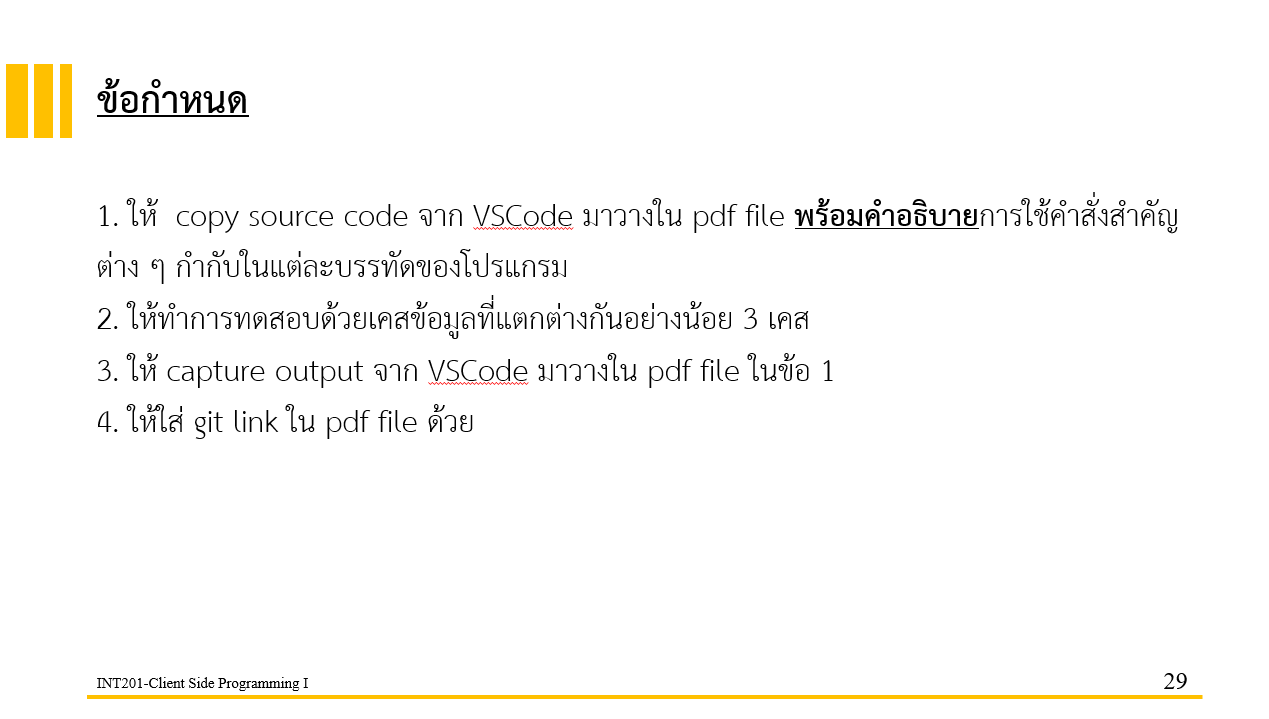 ข้อกำหนด
1. ให้  copy source code จาก VSCode มาวางใน pdf file พร้อมคำอธิบายการใช้คำสั่งสำคัญ
ต่าง ๆ กำกับในแต่ละบรรทัดของโปรแกรม
2. ให้ทำการทดสอบด้วยเคสข้อมูลที่แตกต่างกันอย่างน้อย 3 เคส
3. ให้ capture output จาก VSCode มาวางใน pdf file ในข้อ 1
4. ให้ใส่ git link ใน pdf file ด้วย
INT201-Client Side Programming I
29